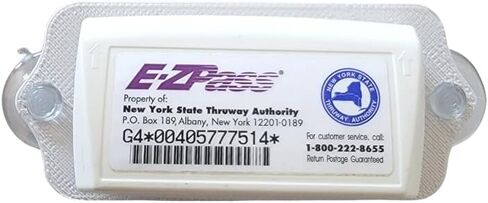 E-ZPass®
Property of:
New York State Thruway Authority
P.O. Box 189, Albany, New York 12201-0189
G4*00405777514*
NEW YORK STATE
THRUWAY AUTHORITY
For customer service, call:
1-800-222-8655
Return Postage Guaranteed